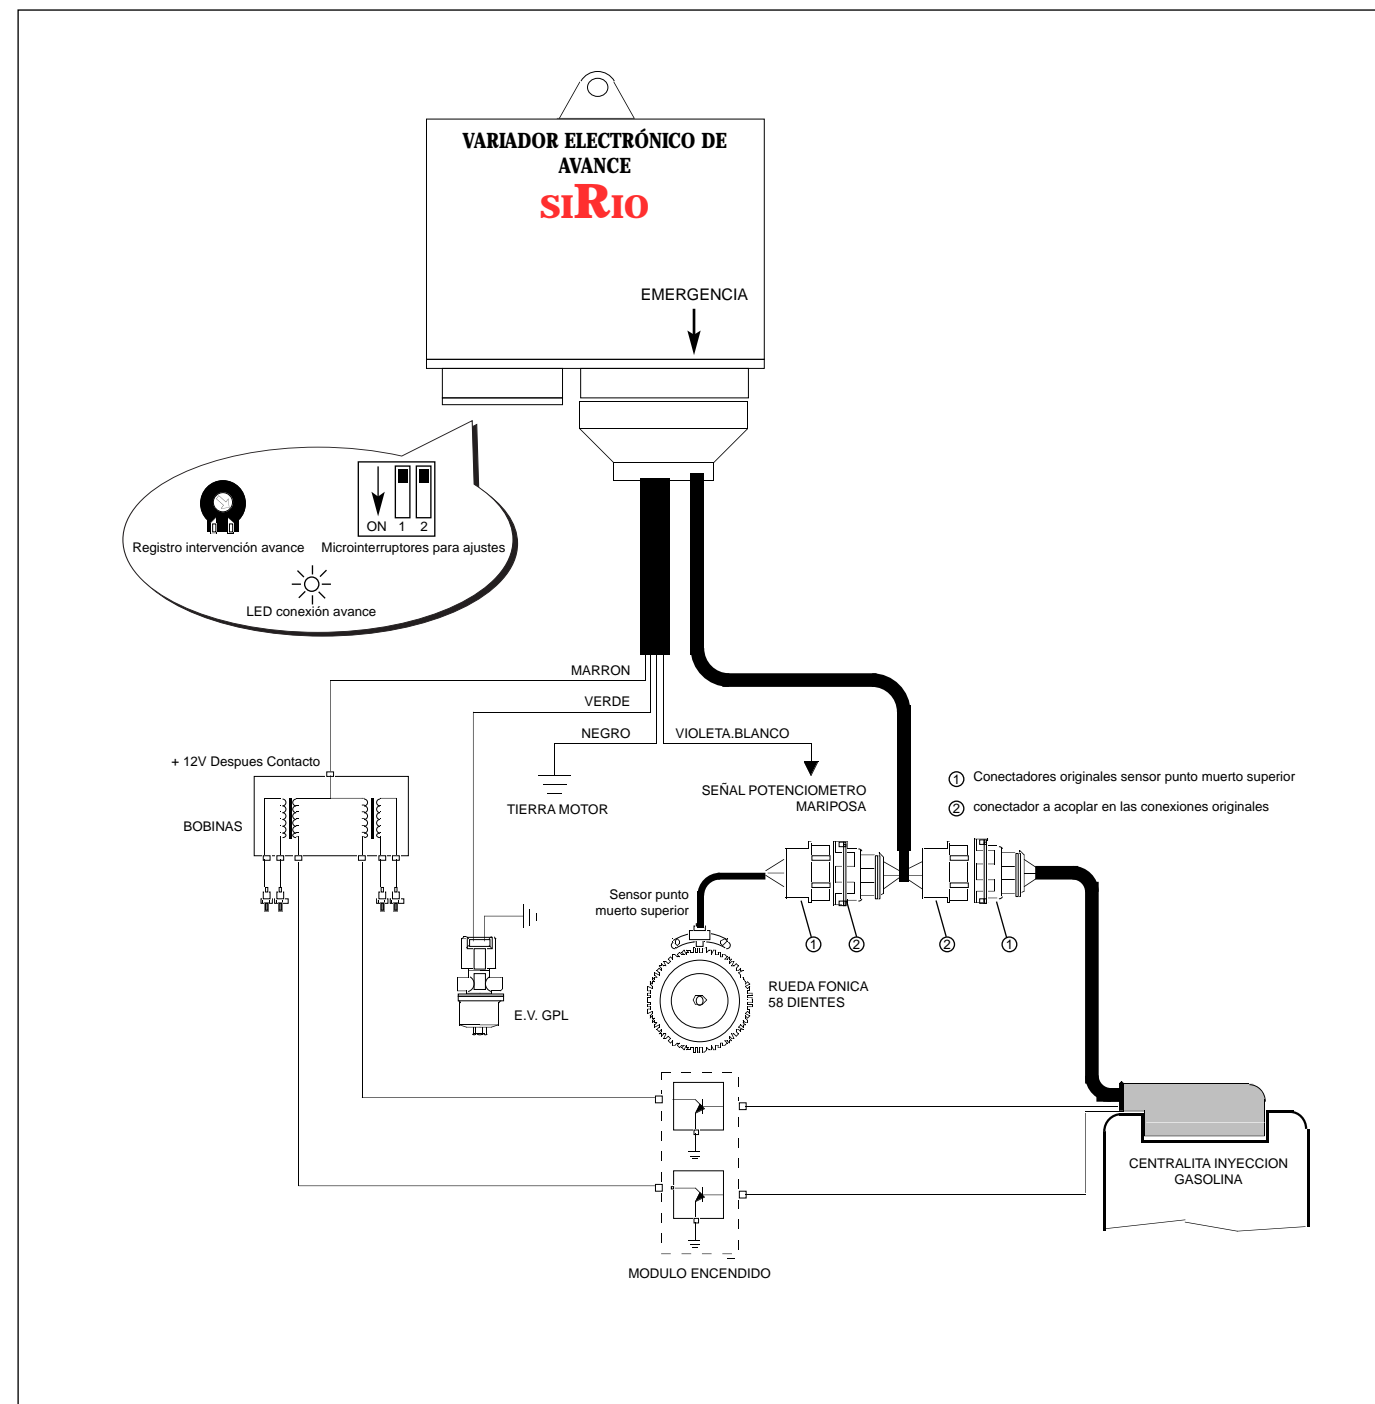 VARIADOR ELECTRÓNICO DE
AVANCE
siRio
EMERGENCIA
ON 1 2
Registro intervención avance
Microinterruptores para ajustes
LED conexión avance
MARRON
VERDE
NEGRO
VIOLETA.BLANCO
+ 12V Despues Contacto
BOBINAS
TIERRA MOTOR
SEÑAL POTENCIOMETRO
MARIPOSA
1 Conectadores originales sensor punto muerto superior
2 conectador a acoplar en las conexiones originales
Sensor punto
muerto superior
1 2 2 1
RUEDA FONICA
58 DIENTES
E.V. GPL
CENTRALITA INYECCION
GASOLINA
MODULO ENCENDIDO